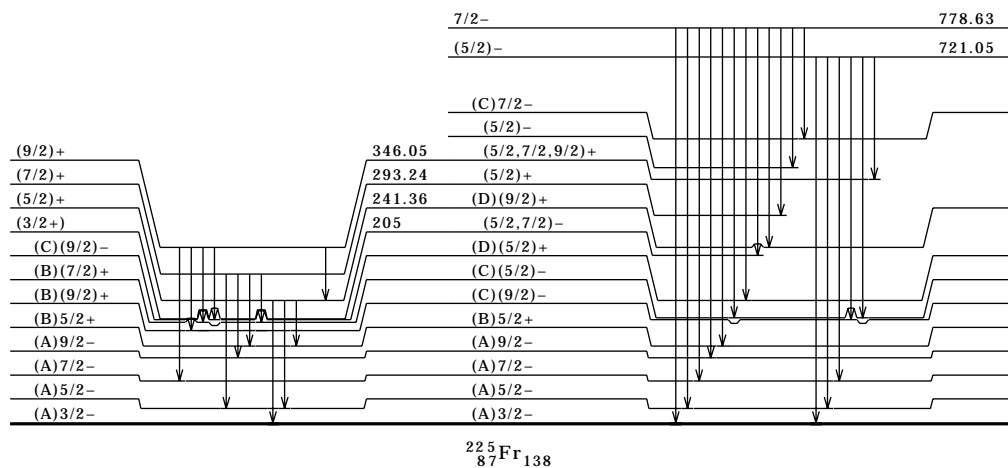 7/2− 778.63
(5/2)− 721.05
(C)7/2−
(5/2)−
(9/2)+ 346.05 (5/2,7/2,9/2)+
(7/2)+ 293.24 (5/2)+
(5/2)+ 241.36 (D)(9/2)+
(3/2+) 205 (5/2,7/2)−
(C)(9/2)− (D)(5/2)+
(B)(7/2)+ (C)(5/2)−
(B)(9/2)+ (C)(9/2)−
(B)5/2+ (B)5/2+
(A)9/2− (A)9/2−
(A)7/2− (A)7/2−
(A)5/2− (A)5/2−
(A)3/2− (A)3/2−
²²⁵₈₇Fr₁₃₈